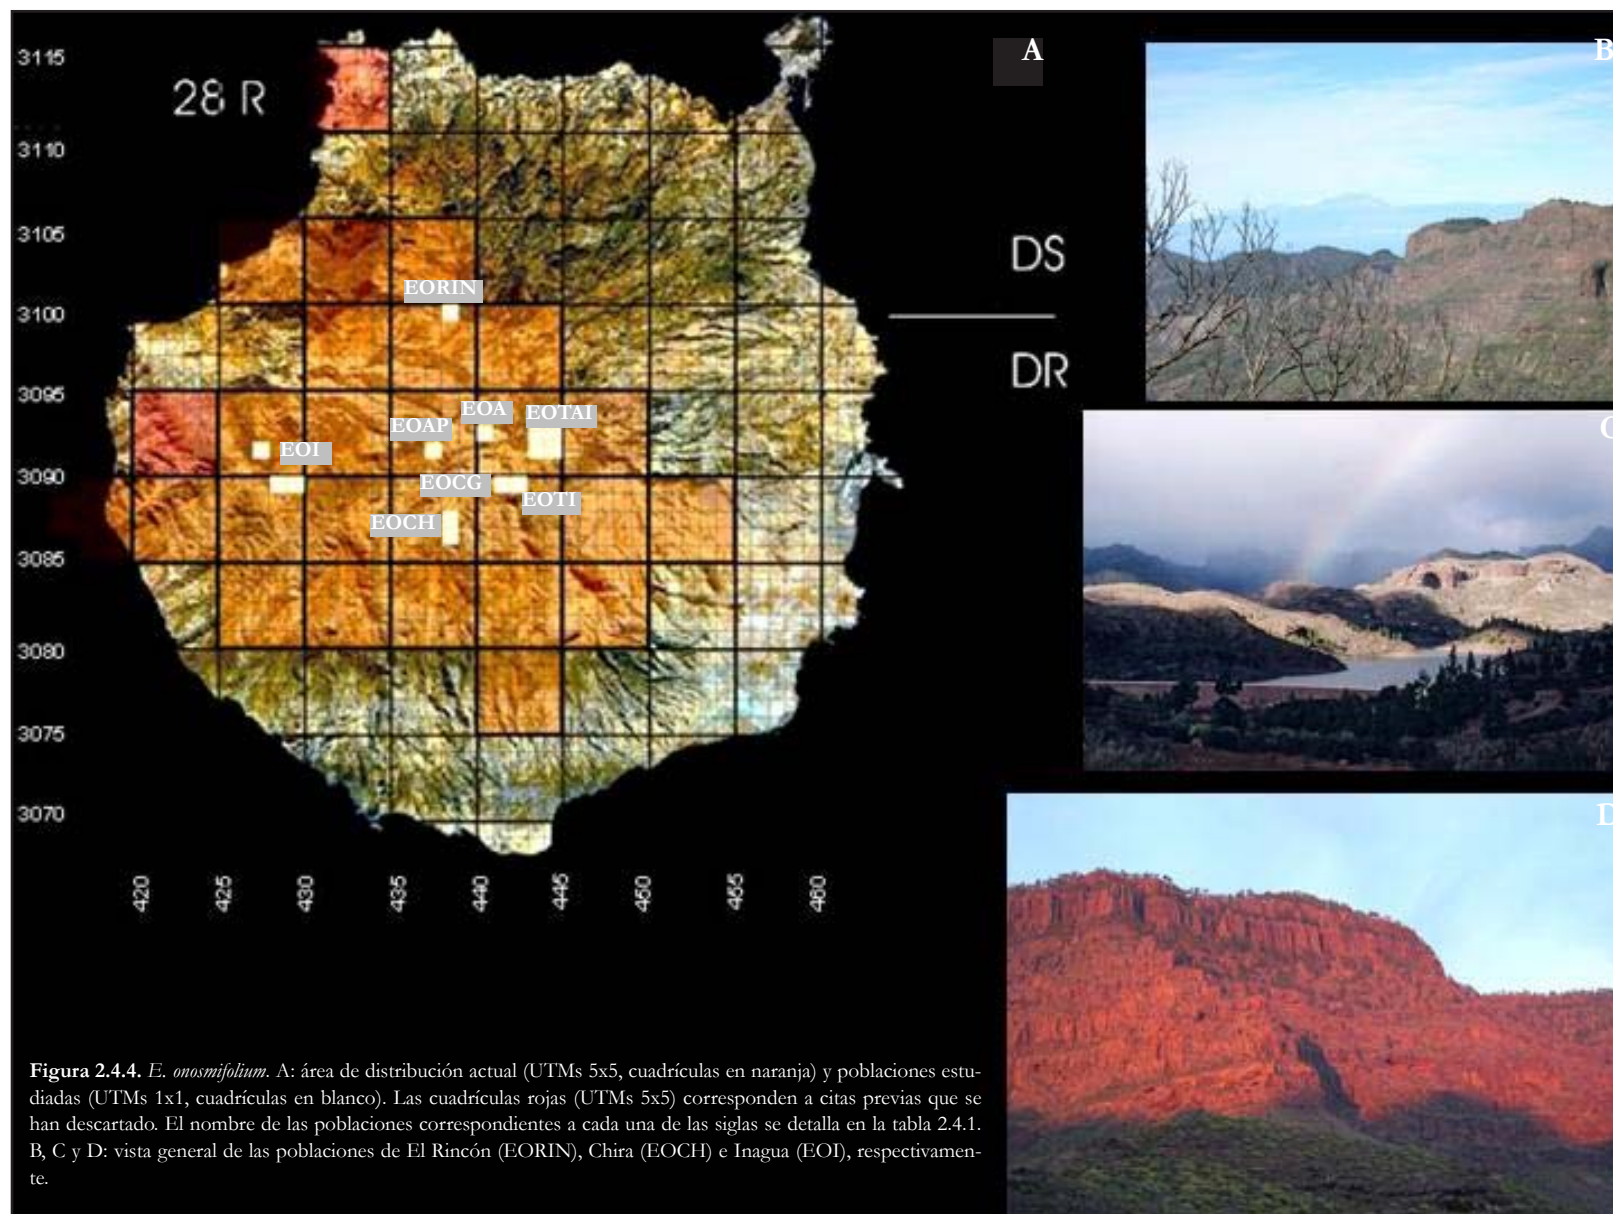 3115
28 R
3110
3105
3100
3095
3090
3085
3080
3075
3070
420
425
430
435
440
445
450
455
460
EORIN
EOA
EOTAI
EOAP
EOI
EOCG
EOTI
EOCH
DS
DR
A
B
C
D
Figura 2.4.4. E. onosmifolium. A: área de distribución actual (UTMs 5x5, cuadrículas en naranja) y poblaciones estu-
diadas (UTMs 1x1, cuadrículas en blanco). Las cuadrículas rojas (UTMs 5x5) corresponden a citas previas que se
han descartado. El nombre de las poblaciones correspondientes a cada una de las siglas se detalla en la tabla 2.4.1.
B, C y D: vista general de las poblaciones de El Rincón (EORIN), Chira (EOCH) e Inagua (EOI), respectivamen-
te.